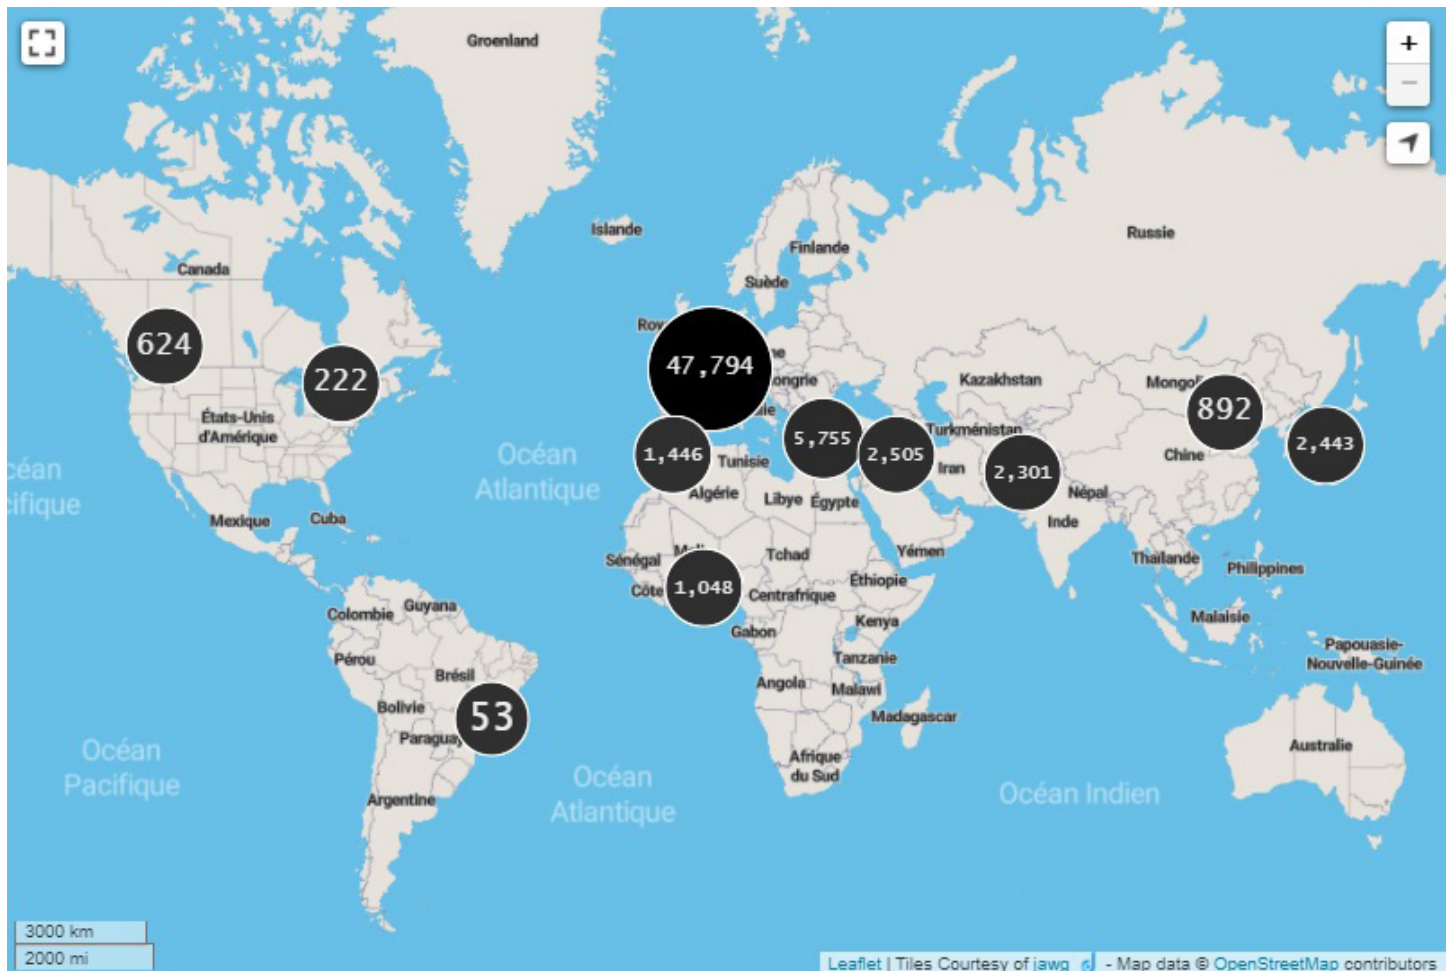 Groenland
+
−
Islande
Finlande
Russie
Suède
Canada
624
222
47,794
Kazakhstan
892
États-Unis
d'Amérique
Océan
Atlantique
1,446
Tunisie
5,755
2,505
Turkménistan
Iran
2,301
Chine
2,443
Algérie
Libye
Égypte
Népal
Mexique
Cuba
Inde
Sénégal
Tchad
Yémen
Thaïlande
Philippines
Côte
1,048
Centrafrique
Éthiopie
Colombie
Guyana
Gabon
Kenya
Malaisie
Pérou
Brésil
Tanzanie
Papouasie-
Nouvelle-Guinée
Bolivie
53
Angola
Malawi
Madagascar
Paraguay
Océan
Pacifique
Océan
Atlantique
Afrique
du Sud
Océan Indien
Australie
Argentine
3000 km
2000 mi
Leaflet | Tiles Courtesy of jawg - Map data © OpenStreetMap contributors